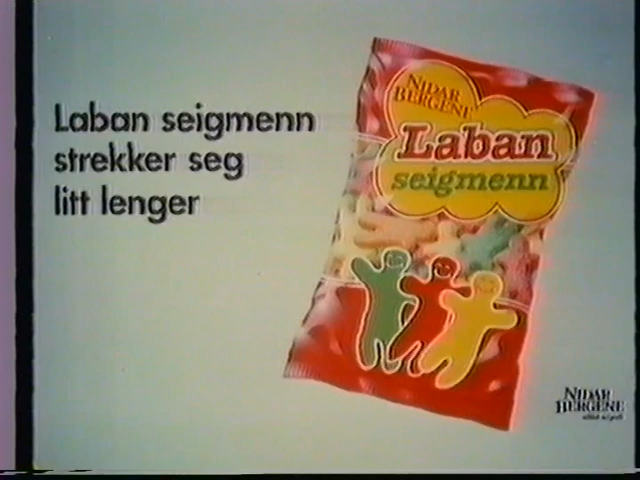 Laban seigmenn
strekker seg
litt lenger
NIDAR
BERGENE
Laban
seigmenn
NIDAR
BERGENE